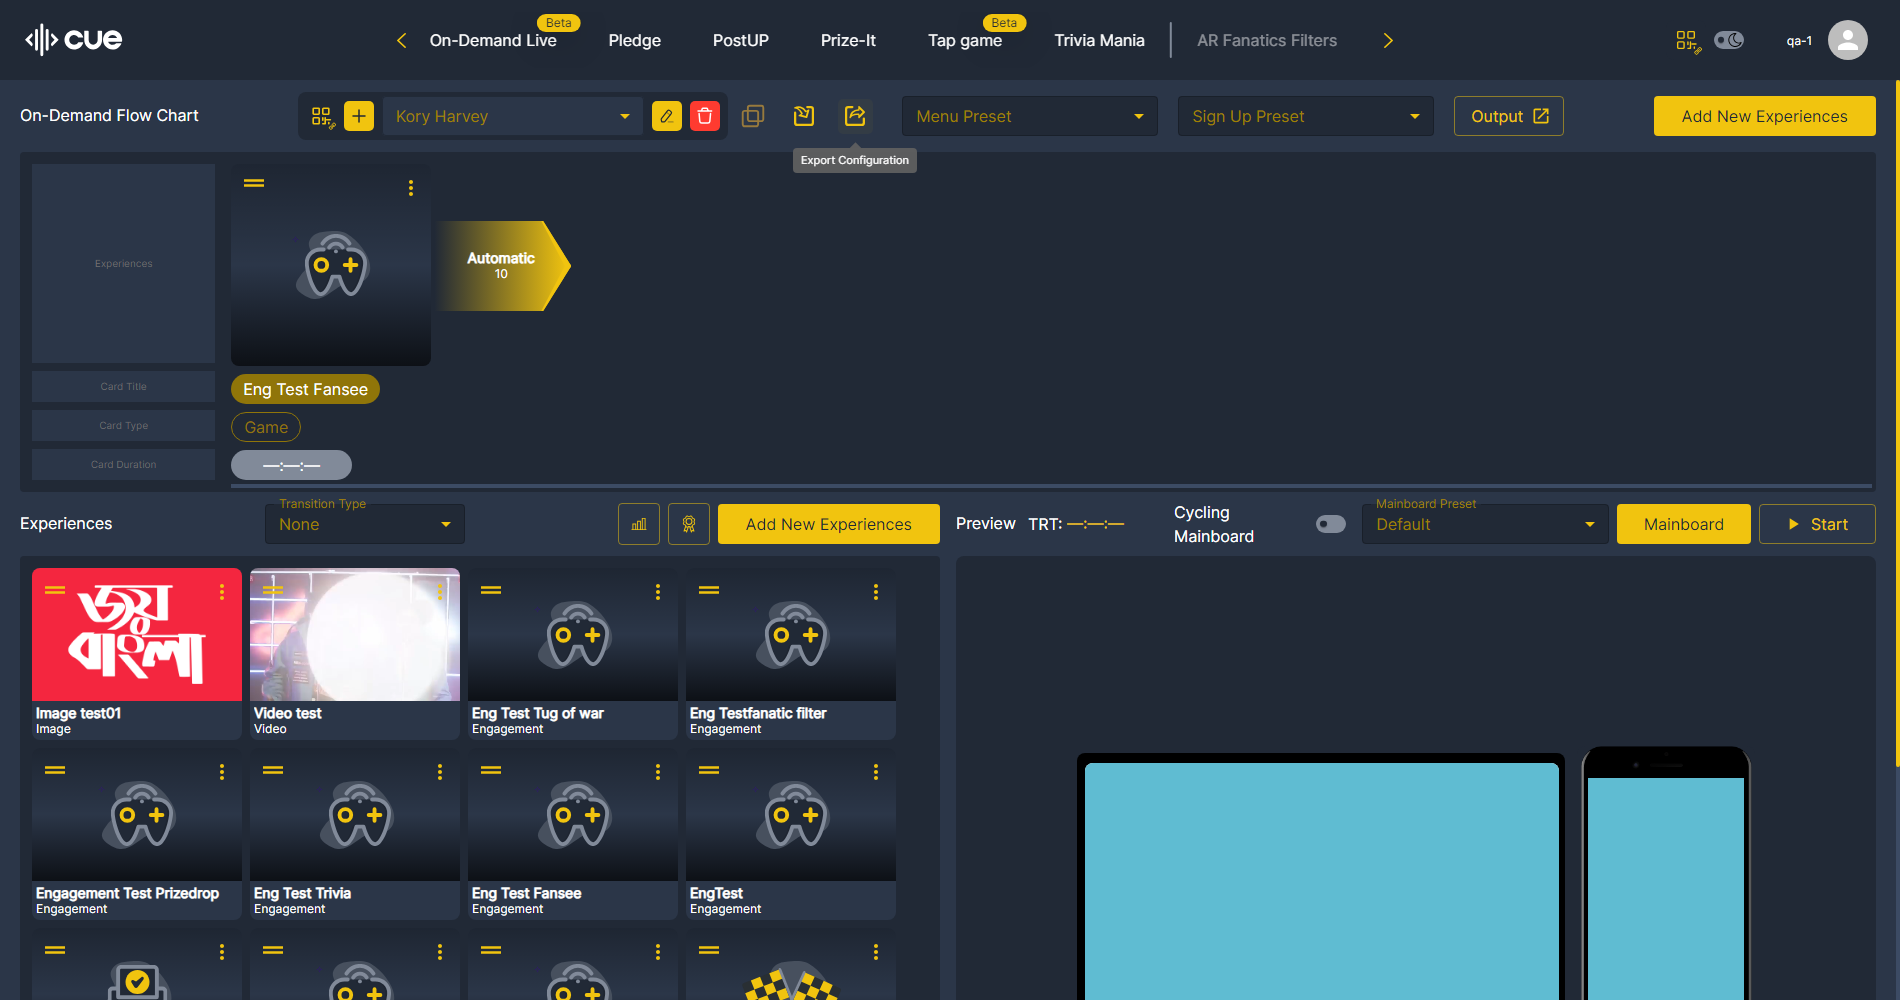 cue
On-Demand Live
Beta
Pledge
PostUP
Prize-It
Tap game
Beta
Trivia Mania
AR Fanatics Filters
qa-1
On-Demand Flow Chart
Kory Harvey
Menu Preset
Sign Up Preset
Output
Add New Experiences
Export Configuration
Experiences
Automatic
10
Card Title
Eng Test Fansee
Card Type
Game
Card Duration
—:—:—
Experiences
Transition Type
None
Add New Experiences
Preview
TRT: —:—:—
Cycling
Mainboard
Mainboard Preset
Default
Mainboard
Start
জয়
বাংলা
Image test01
Image
Video test
Video
Eng Test Tug of war
Engagement
Eng Testfanatic filter
Engagement
Engagement Test Prizedrop
Engagement
Eng Test Trivia
Engagement
Eng Test Fansee
Engagement
EngTest
Engagement